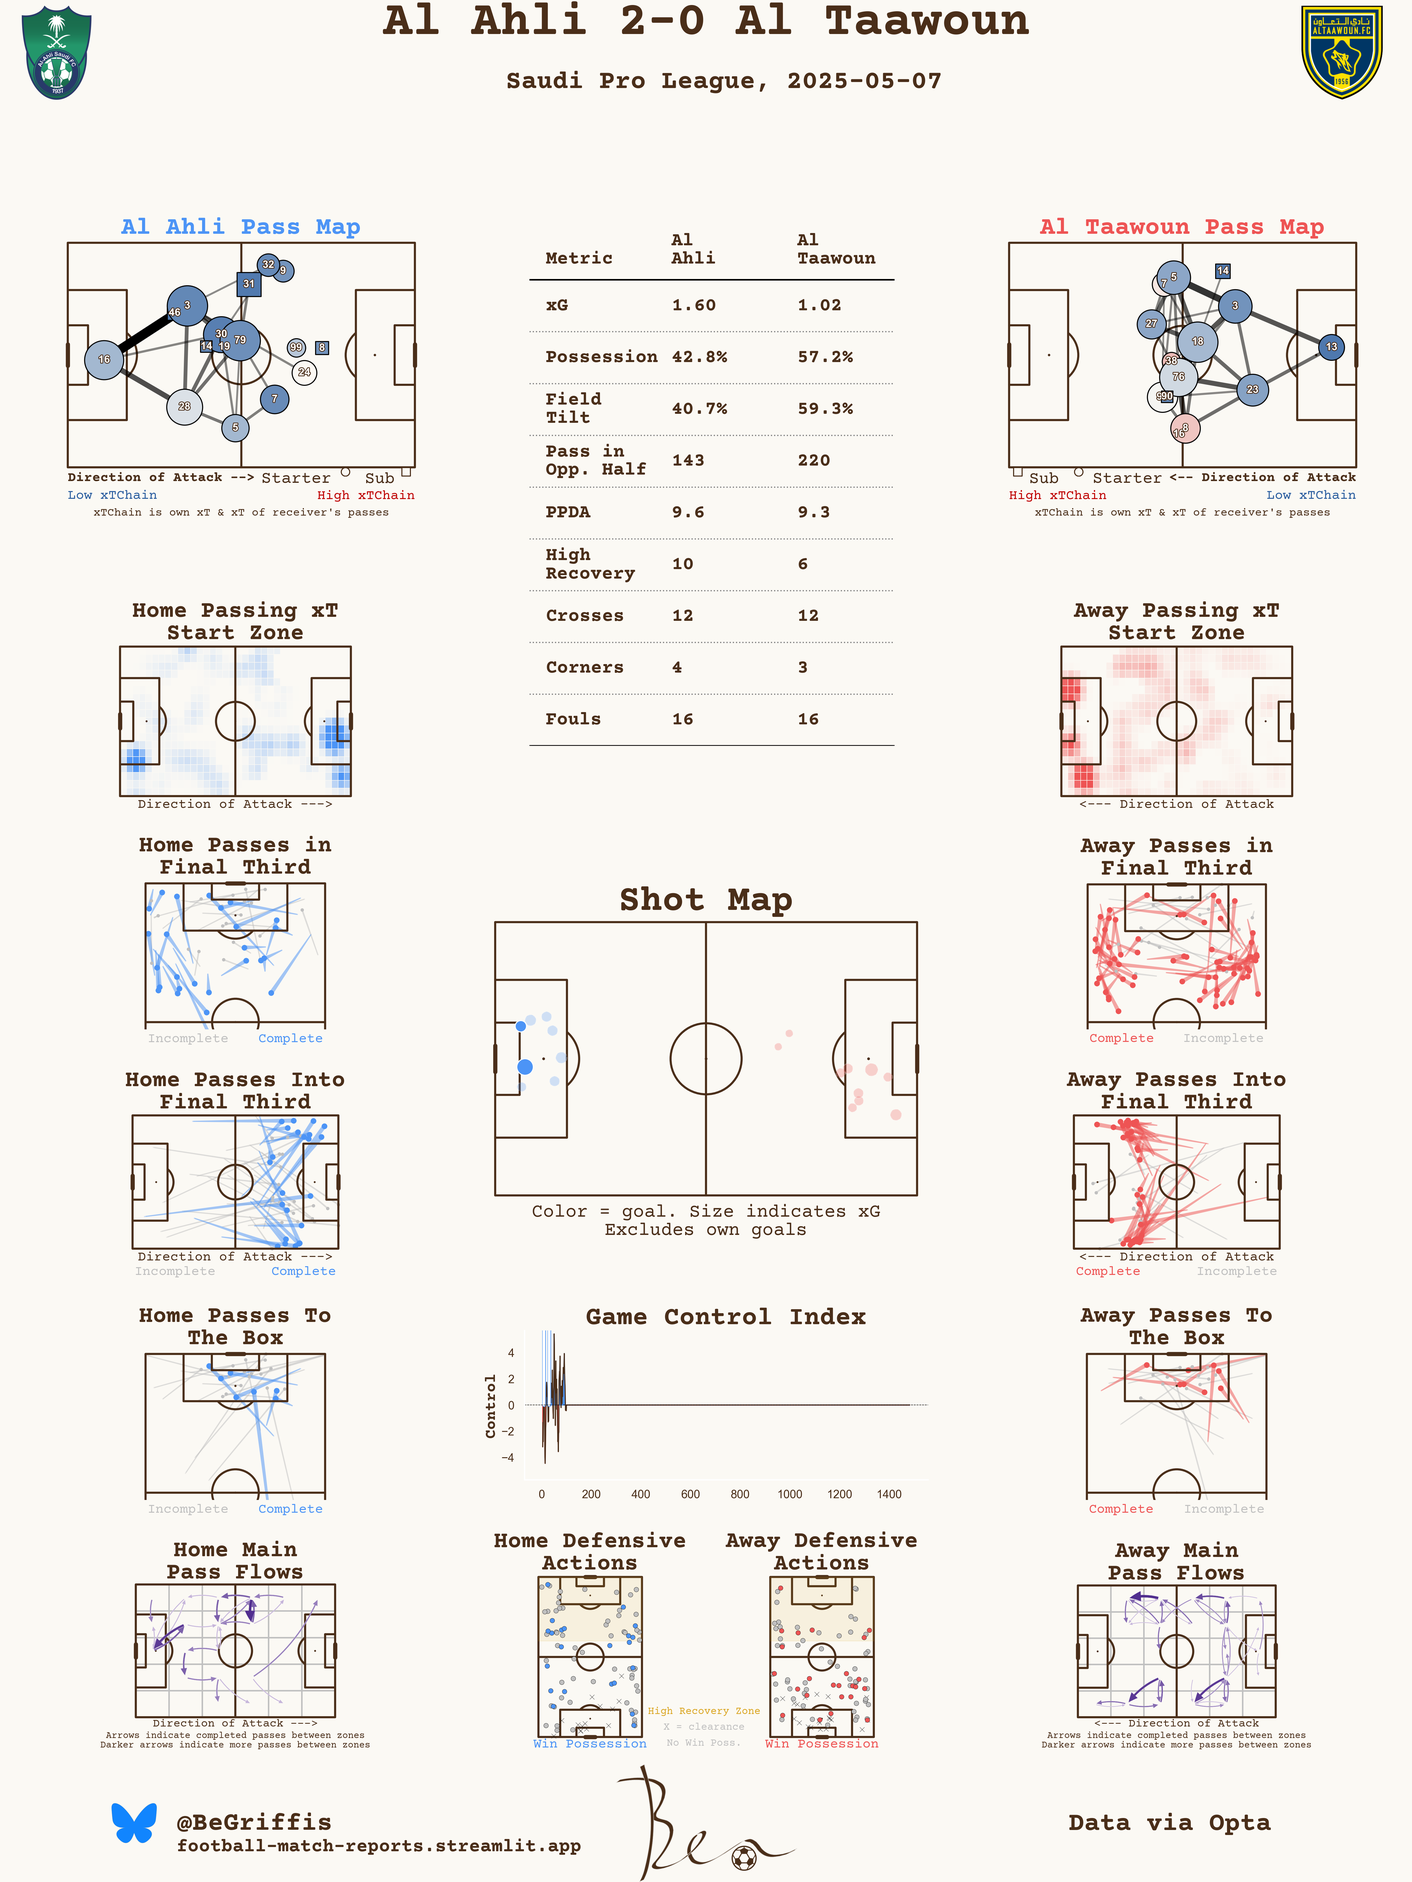 Al Ahli 2-0 Al Taawoun
Saudi Pro League, 2025-05-07
Al-Ahli Saudi FC
1937
نادي التعاون
ALTAAWOUN.FC
1956
Al Ahli Pass Map
32
9
31
3
46
30
79
14
19
16
99
8
24
28
7
5
Direction of Attack --> Starter Sub
Low xTChain High xTChain
xTChain is own xT & xT of receiver's passes
Metric Al Ahli Al Taawoun
xG 1.60 1.02
Possession 42.8% 57.2%
Field Tilt 40.7% 59.3%
Pass in Opp. Half 143 220
PPDA 9.6 9.3
High Recovery 10 6
Crosses 12 12
Corners 4 3
Fouls 16 16
Al Taawoun Pass Map
5
14
7
3
27
18
13
38
76
23
90
8
16
Sub Starter <-- Direction of Attack
High xTChain Low xTChain
xTChain is own xT & xT of receiver's passes
Home Passing xT
Start Zone
Direction of Attack --->
Away Passing xT
Start Zone
<--- Direction of Attack
Home Passes in
Final Third
Incomplete Complete
Away Passes in
Final Third
Complete Incomplete
Shot Map
Color = goal. Size indicates xG
Excludes own goals
Home Passes Into
Final Third
Direction of Attack --->
Incomplete Complete
Away Passes Into
Final Third
<--- Direction of Attack
Complete Incomplete
Home Passes To
The Box
Incomplete Complete
Game Control Index
Control
4
2
0
−2
−4
0 200 400 600 800 1000 1200 1400
Away Passes To
The Box
Complete Incomplete
Home Main
Pass Flows
Direction of Attack --->
Arrows indicate completed passes between zones
Darker arrows indicate more passes between zones
Home Defensive
Actions
Win Possession
Away Defensive
Actions
Win Possession
High Recovery Zone
X = clearance
No Win Poss.
Away Main
Pass Flows
<--- Direction of Attack
Arrows indicate completed passes between zones
Darker arrows indicate more passes between zones
@BeGriffis
football-match-reports.streamlit.app
Ben
Data via Opta